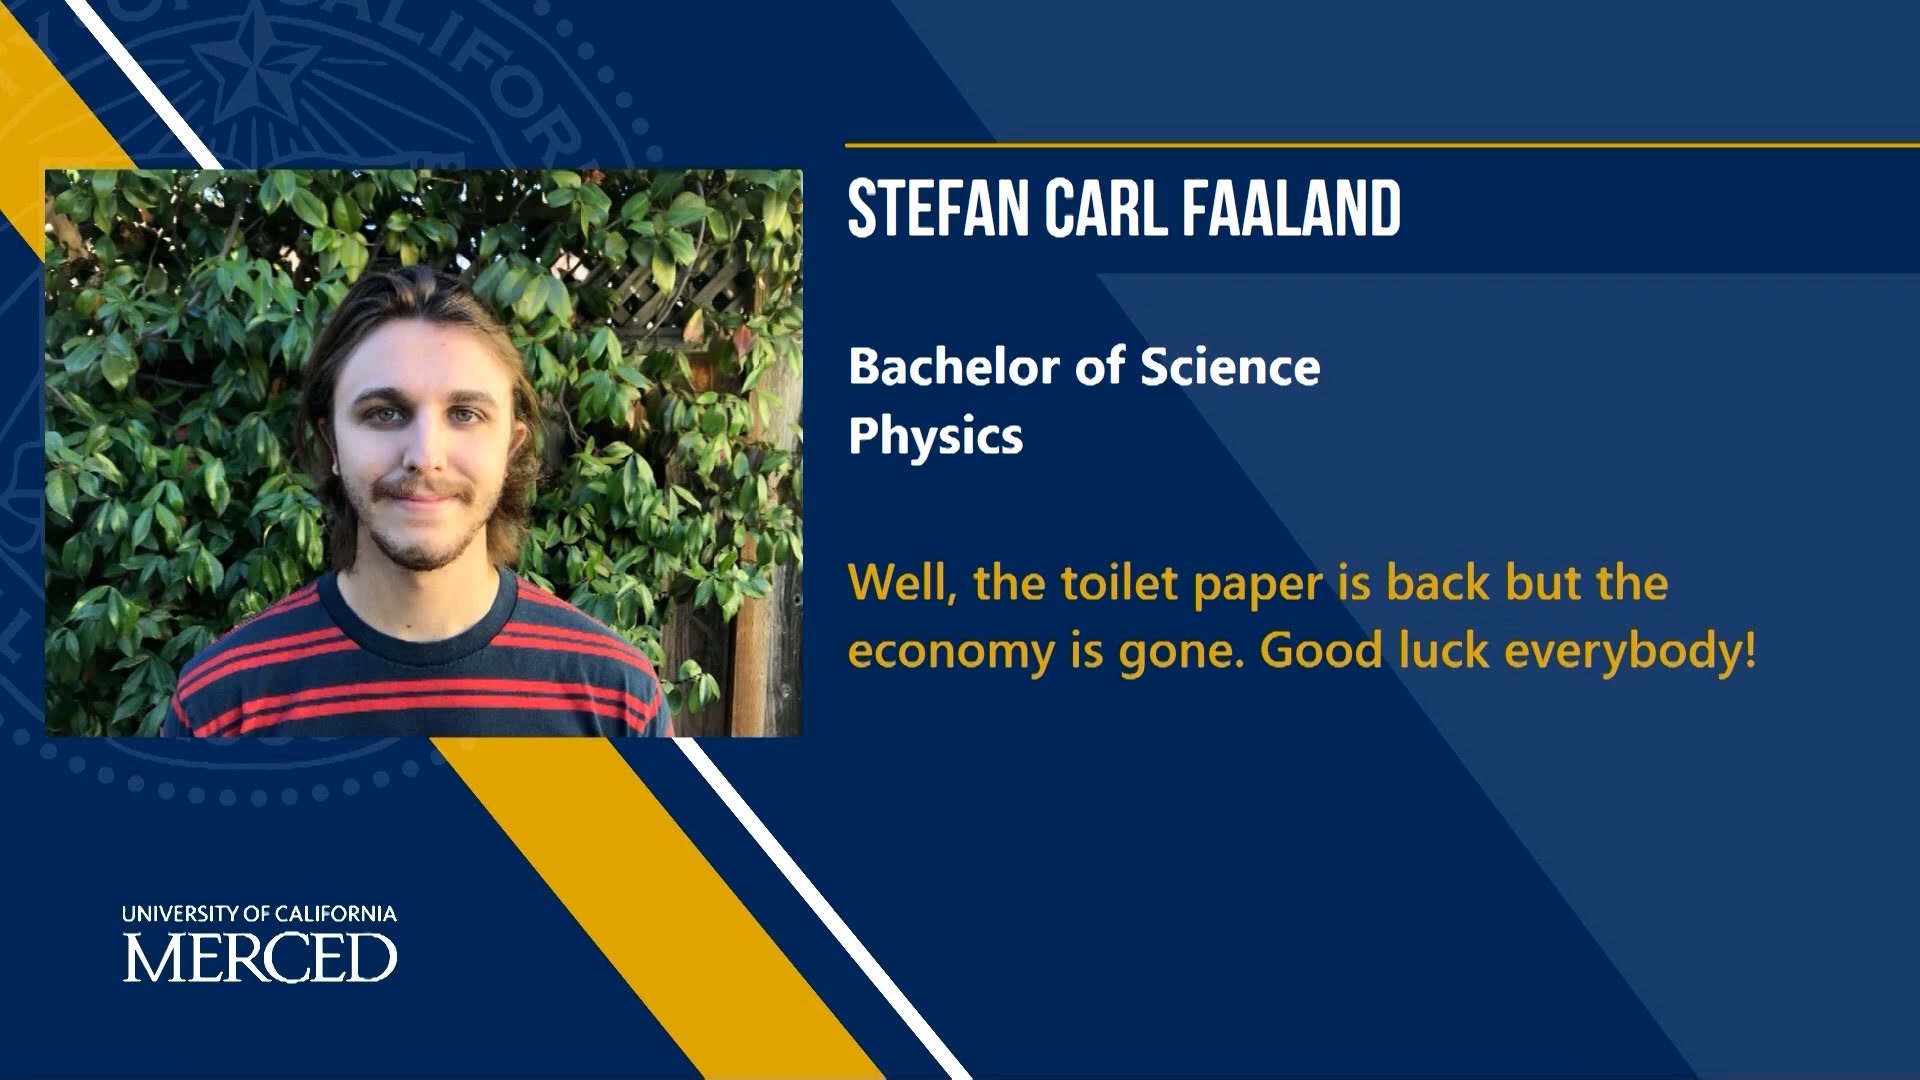 CALIFOR
STEFAN CARL FAALAND
Bachelor of Science
Physics
Well, the toilet paper is back but the
economy is gone. Good luck everybody!
UNIVERSITY OF CALIFORNIA
MERCED